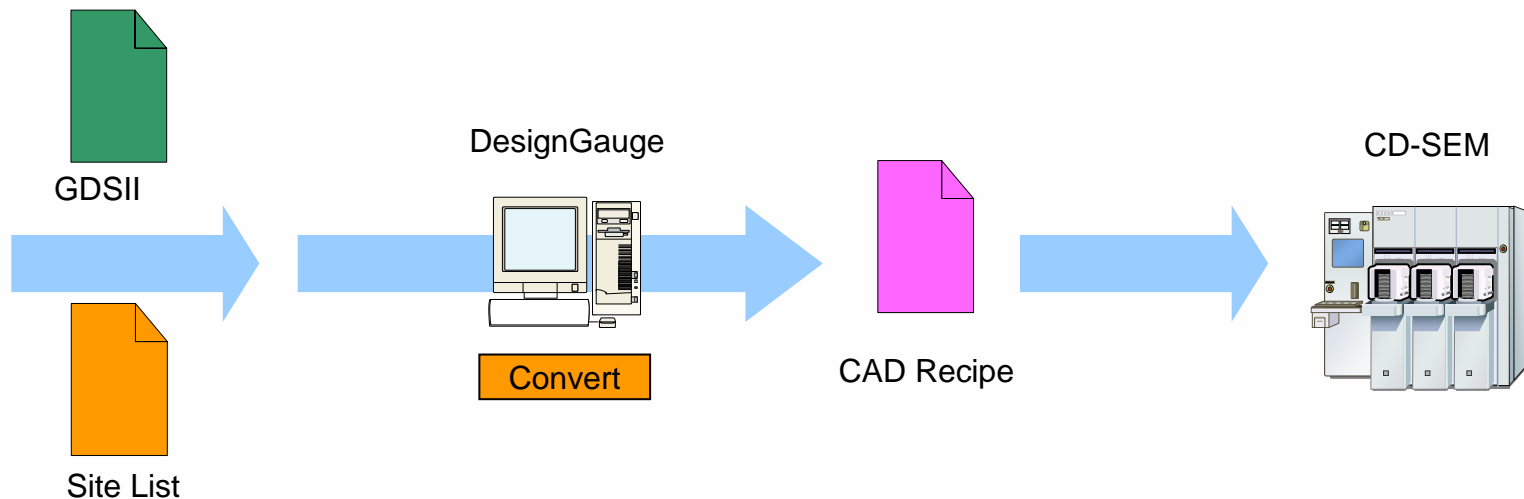 GDSII
Site List
DesignGauge
Convert
CAD Recipe
CD-SEM